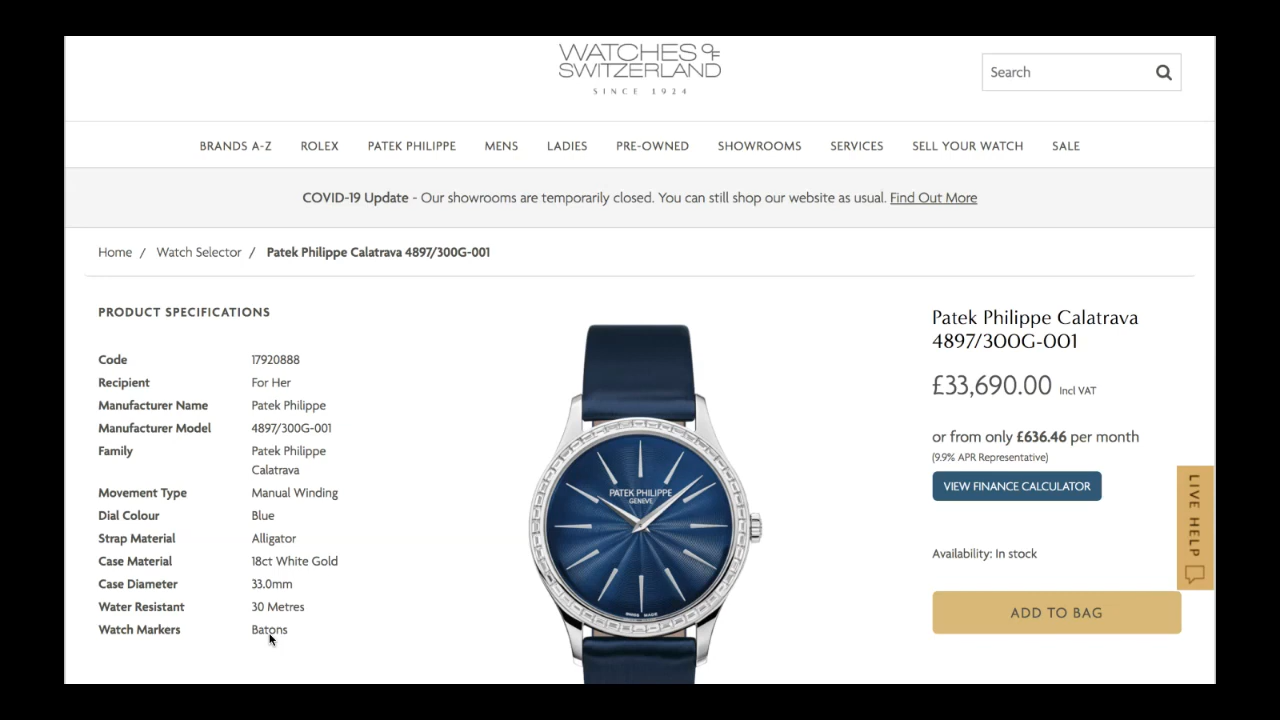 WATCHES OF
SWITZERLAND
SINCE 1924
Search
BRANDS A-Z ROLEX PATEK PHILIPPE MENS LADIES PRE-OWNED SHOWROOMS SERVICES SELL YOUR WATCH SALE
COVID-19 Update - Our showrooms are temporarily closed. You can still shop our website as usual. Find Out More
Home / Watch Selector / Patek Philippe Calatrava 4897/300G-001
PRODUCT SPECIFICATIONS
Code 17920888
Recipient For Her
Manufacturer Name Patek Philippe
Manufacturer Model 4897/300G-001
Family Patek Philippe
Calatrava
Movement Type Manual Winding
Dial Colour Blue
Strap Material Alligator
Case Material 18ct White Gold
Case Diameter 33.0mm
Water Resistant 30 Metres
Watch Markers Batons
PATEK PHILIPPE
GENEVE
SWISS MADE
Patek Philippe Calatrava
4897/300G-001
£33,690.00 Incl VAT
or from only £636.46 per month
(9.9% APR Representative)
VIEW FINANCE CALCULATOR
Availability: In stock
ADD TO BAG
LIVE HELP